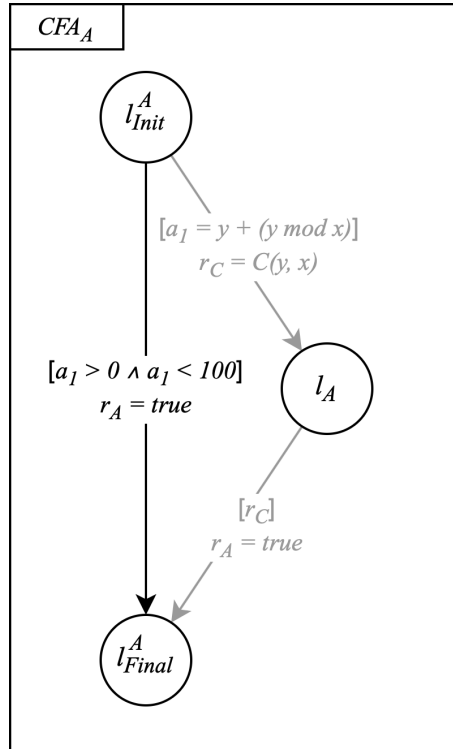 CFA_A
l^A_Init
[a_1 = y + (y mod x)]
r_C = C(y, x)
[a_1 > 0 ∧ a_1 < 100]
r_A = true
l_A
[r_C]
r_A = true
l^A_Final